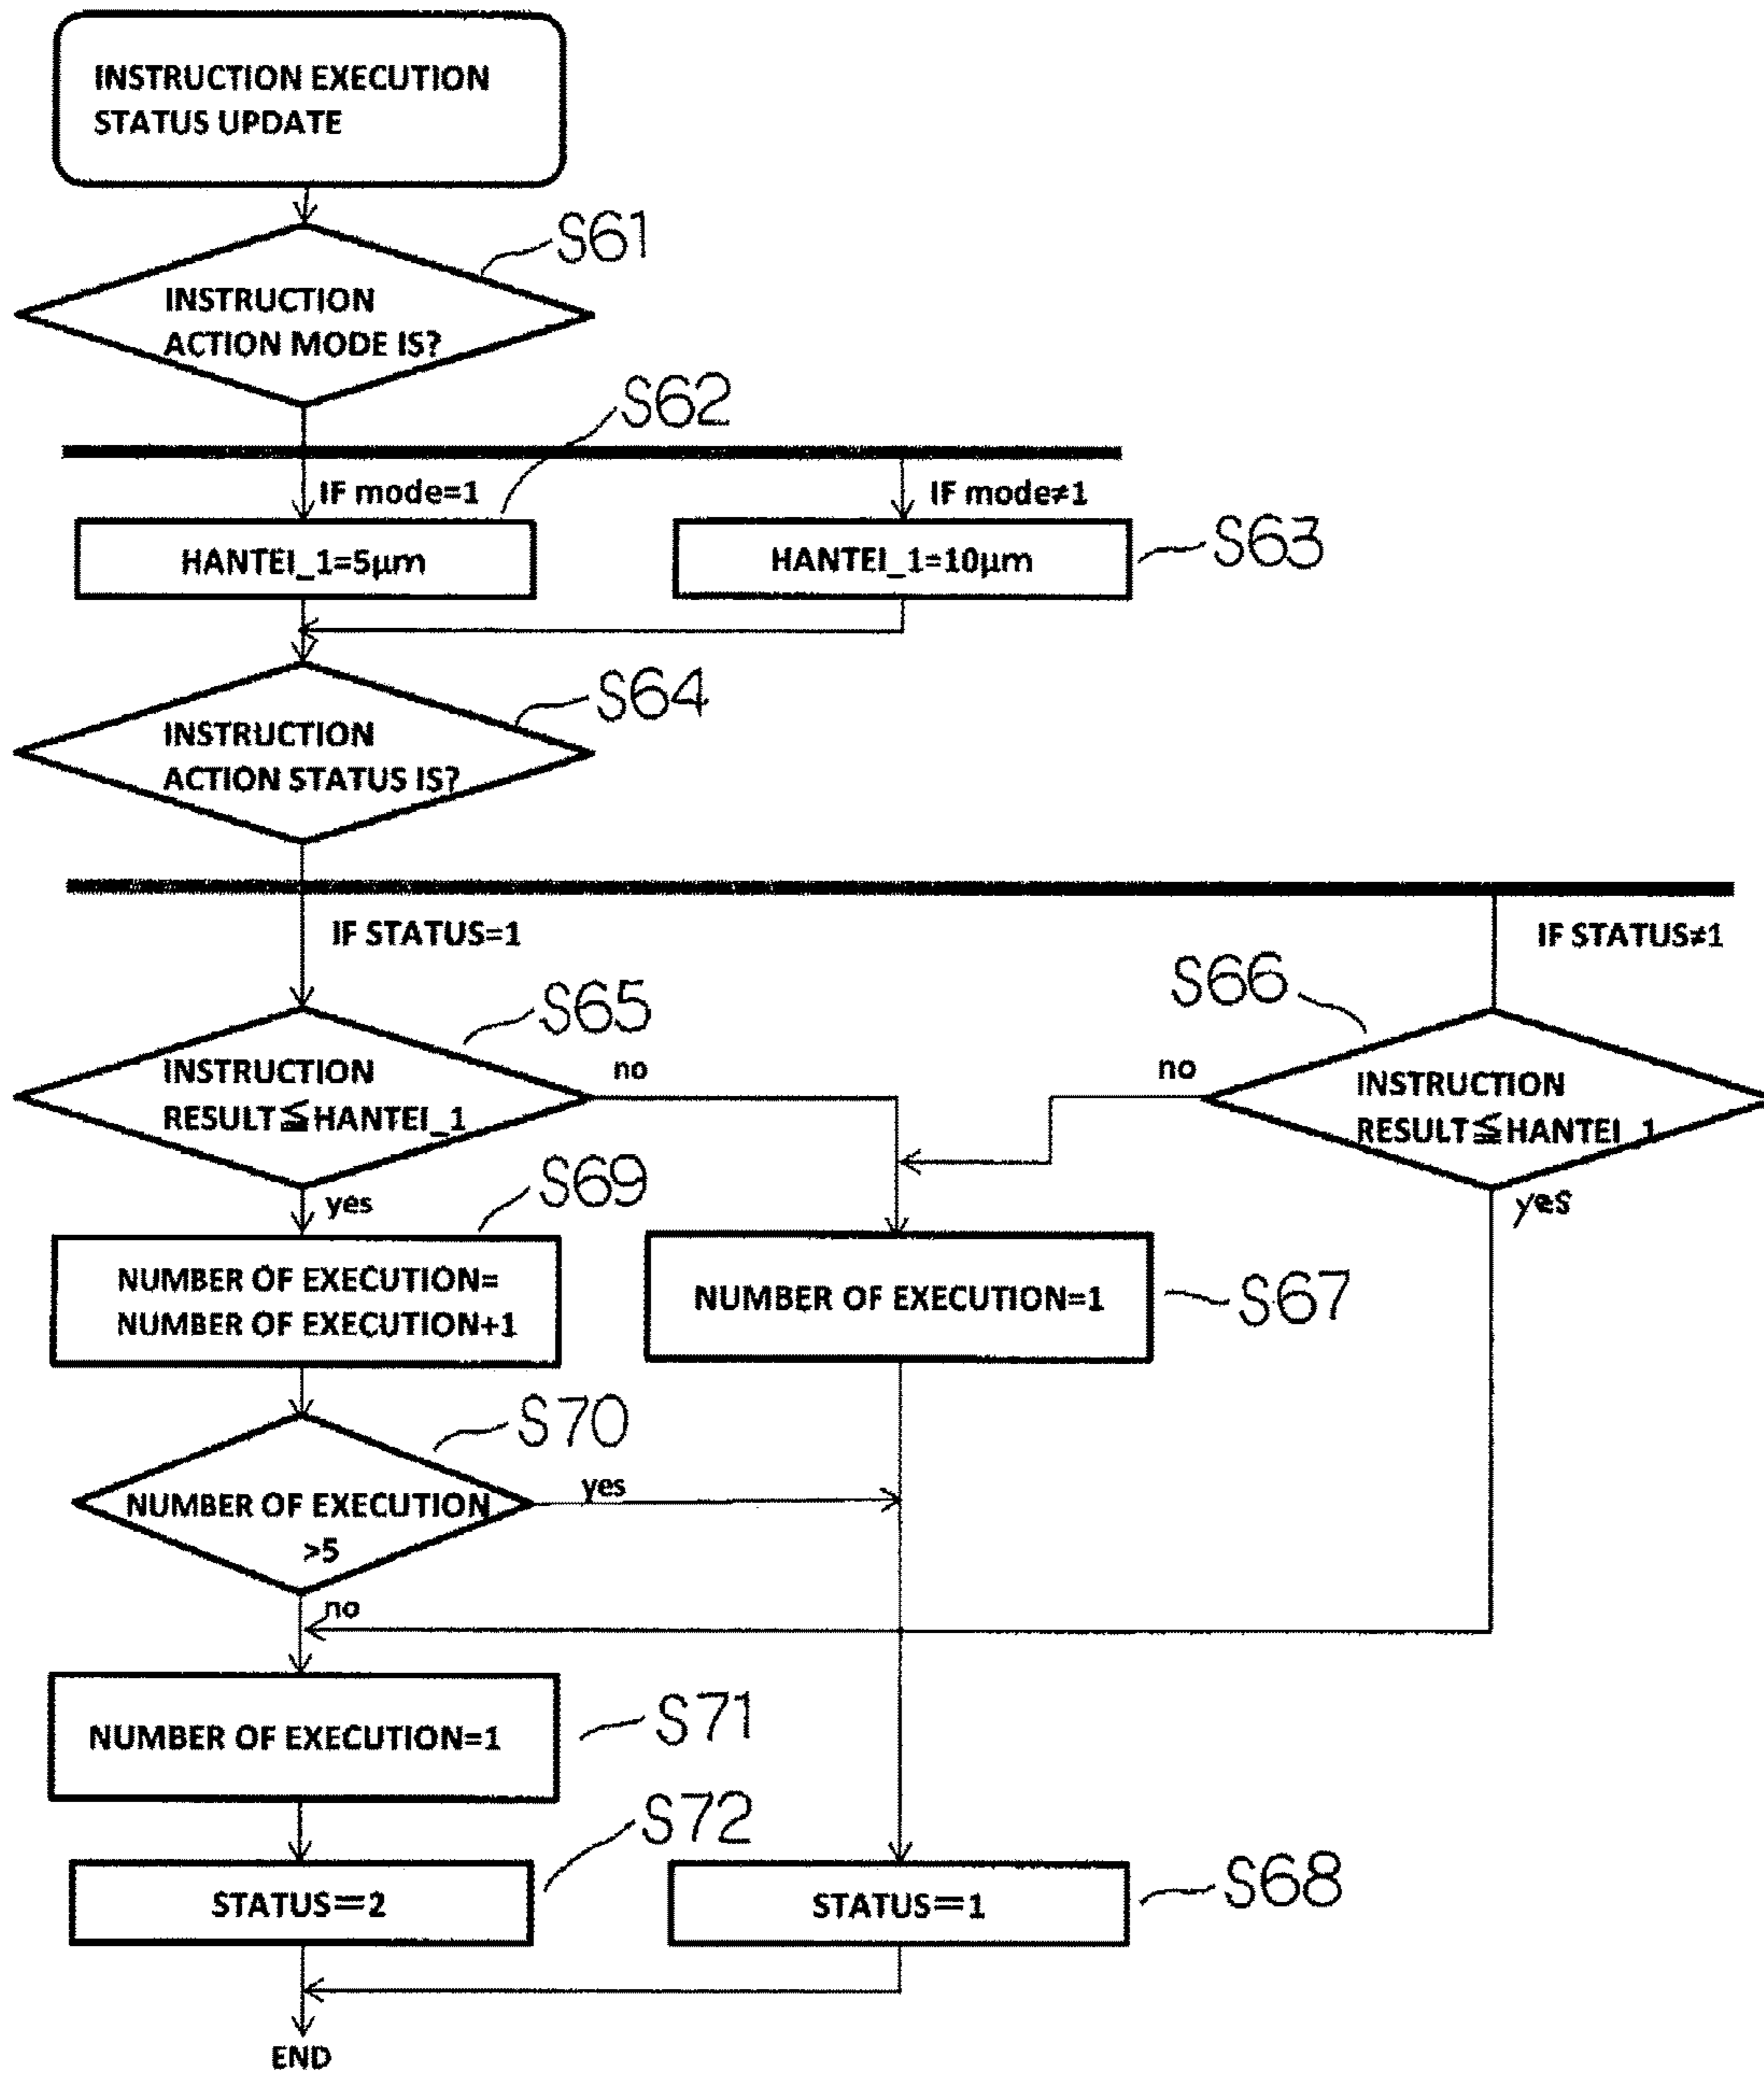 INSTRUCTION EXECUTION
STATUS UPDATE
S61
INSTRUCTION
ACTION MODE IS?
S62
IF mode=1
IF mode≠1
HANTEI_1=5μm
HANTEI_1=10μm
S63
S64
INSTRUCTION
ACTION STATUS IS?
IF STATUS=1
IF STATUS≠1
S65
S66
INSTRUCTION
RESULT≦HANTEI_1
no
no
INSTRUCTION
RESULT≦HANTEI_1
yes
S69
yes
NUMBER OF EXECUTION=
NUMBER OF EXECUTION+1
NUMBER OF EXECUTION=1
S67
S70
NUMBER OF EXECUTION
>5
yes
no
NUMBER OF EXECUTION=1
S71
S72
STATUS=2
STATUS=1
S68
END